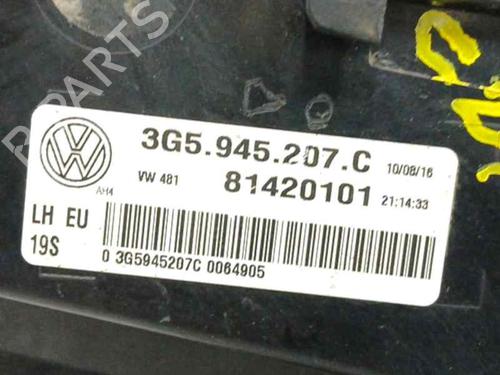 B-PARTS
3G5.945.207.C 10/08/16
AH4 VW 481 81420101 21:14:33
LH EU
19S
0 3G5945207C 0064905